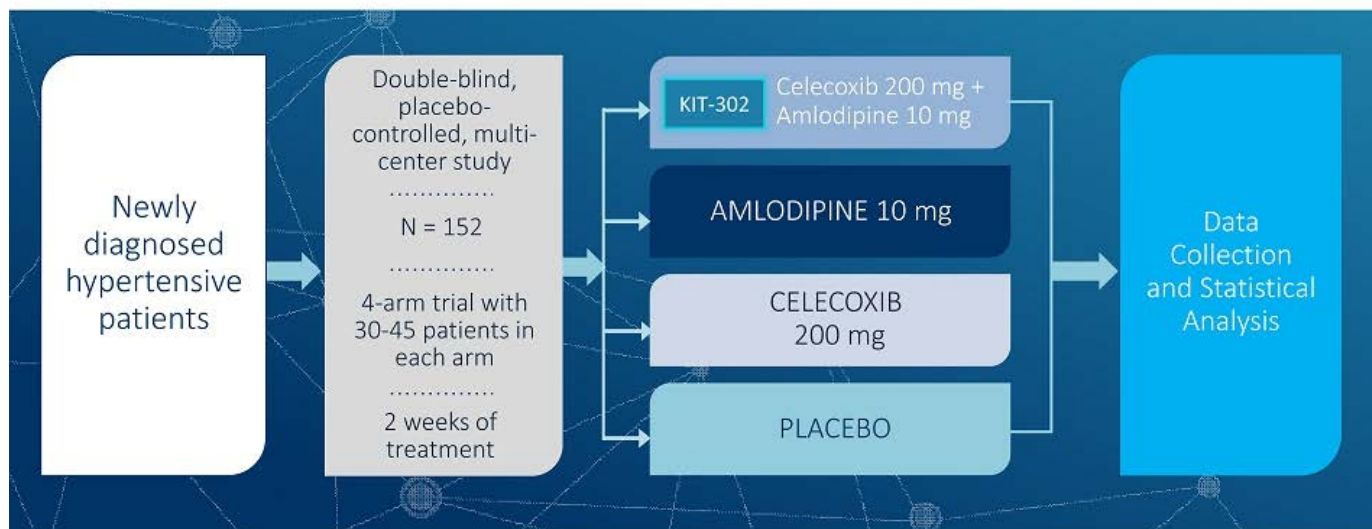 Newly
diagnosed
hypertensive
patients
Double-blind,
placebo-
controlled, multi-
center study
..............
N = 152
..............
4-arm trial with
30-45 patients in
each arm
..............
2 weeks of
treatment
KIT-302
Celecoxib 200 mg +
Amlodipine 10 mg
AMLODIPINE 10 mg
CELECOXIB
200 mg
PLACEBO
Data
Collection
and Statistical
Analysis